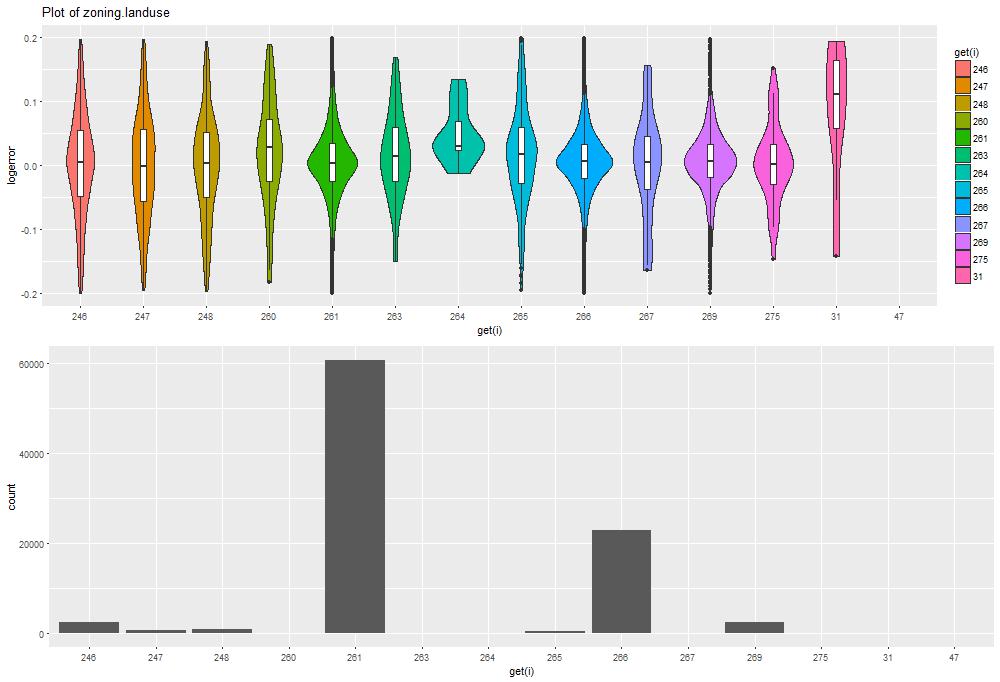 Plot of zoning.landuse
0.2
0.1
0.0
-0.1
-0.2
logerror
246 247 248 260 261 263 264 265 266 267 269 275 31 47
get(i)
get(i)
246
247
248
260
261
263
264
265
266
267
269
275
31
60000
40000
20000
0
count
246 247 248 260 261 263 264 265 266 267 269 275 31 47
get(i)